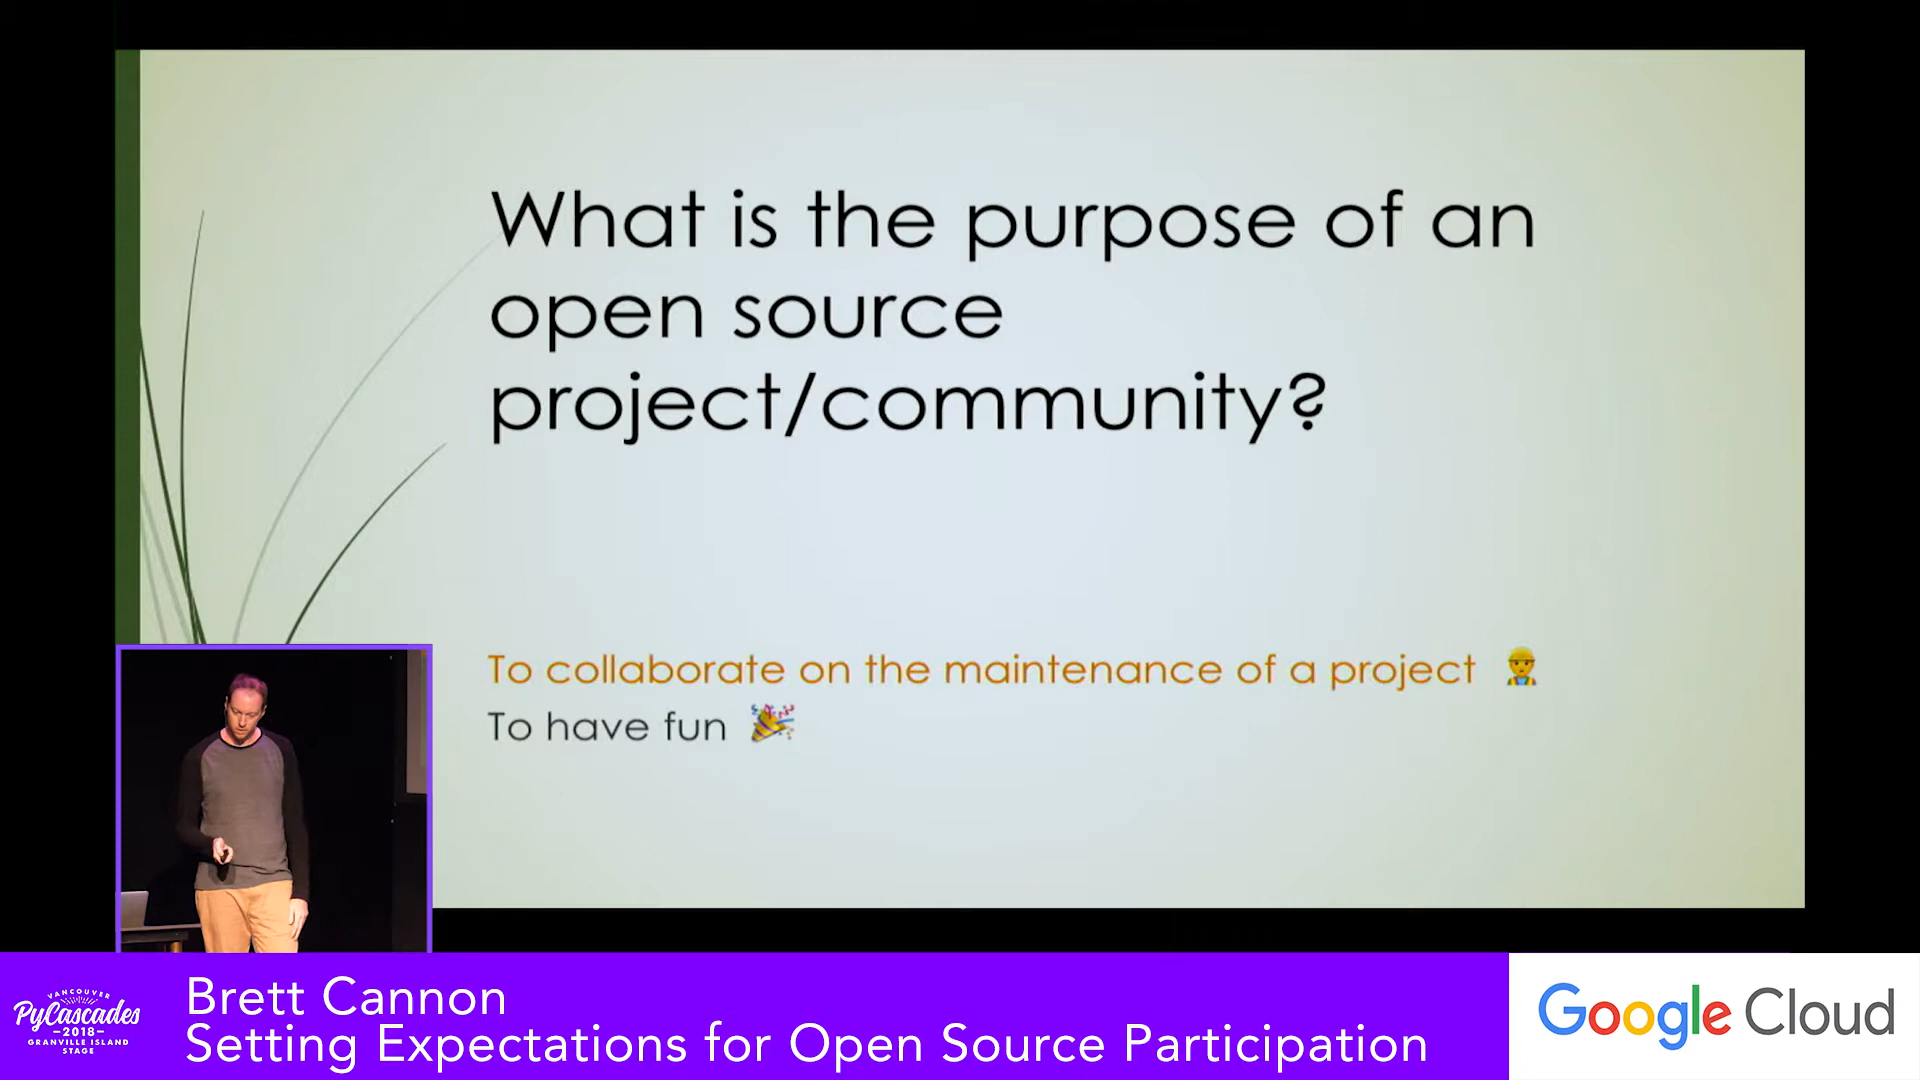 What is the purpose of an
open source
project/community?
To collaborate on the maintenance of a project 👷
To have fun 🎉
VANCOUVER
PyCascades
–2018–
GRANVILLE ISLAND
STAGE
Brett Cannon
Setting Expectations for Open Source Participation
Google Cloud